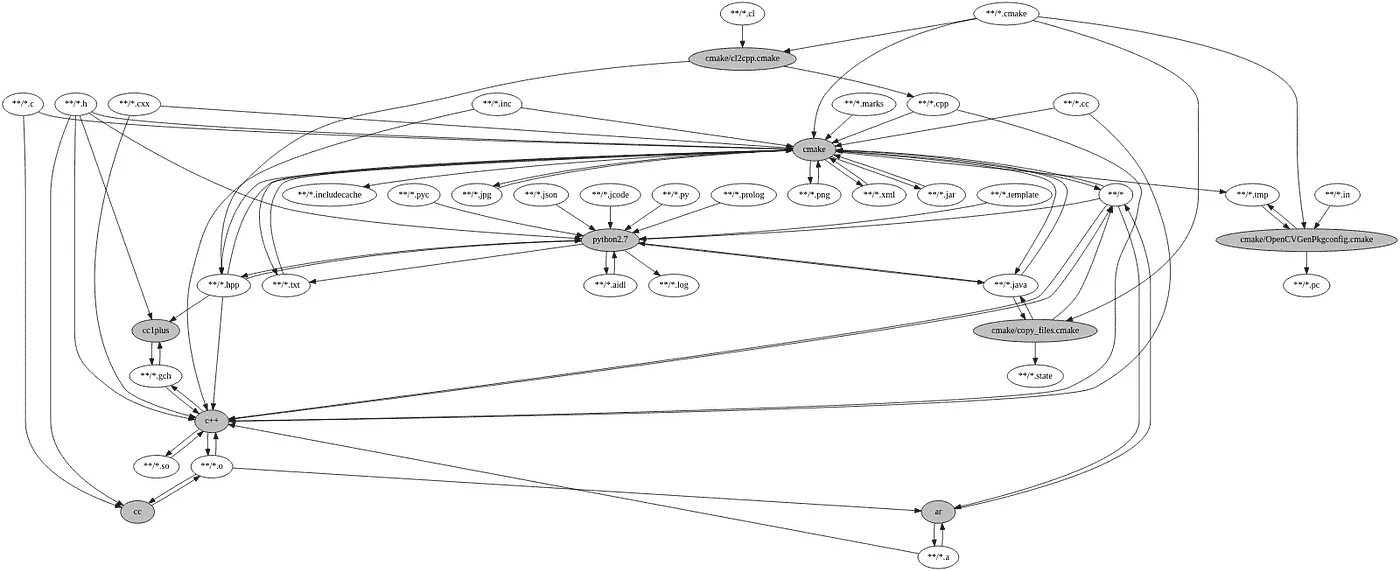 **/*.cl
**/*.cmake
cmake/cl2cpp.cmake
**/*.c
**/*.h
**/*.cxx
**/*.inc
**/*.marks
**/*.cpp
**/*.cc
cmake
**/*.includecache
**/*.pyc
**/*.jpg
**/*.json
**/*.jcode
**/*.py
**/*.prolog
**/*.png
**/*.xml
**/*.jar
**/*.template
**/*
**/*.tmp
**/*.in
python2.7
cmake/OpenCVGenPkgconfig.cmake
**/*.hpp
**/*.txt
**/*.aidl
**/*.log
**/*.java
**/*.pc
cc1plus
cmake/copy_files.cmake
**/*.gch
**/*.state
c++
**/*.so
**/*.o
cc
ar
**/*.a